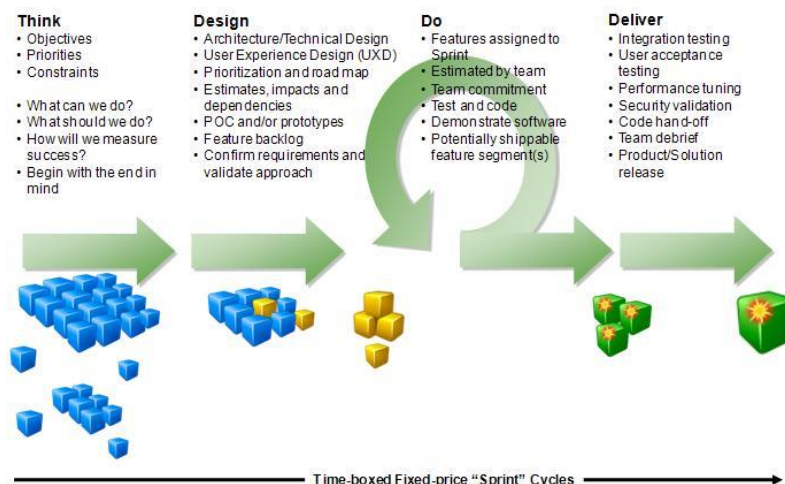 Think
• Objectives
• Priorities
• Constraints
• What can we do?
• What should we do?
• How will we measure
success?
• Begin with the end in
mind
Design
• Architecture/Technical Design
• User Experience Design (UXD)
• Prioritization and road map
• Estimates, impacts and
dependencies
• POC and/or prototypes
• Feature backlog
• Confirm requirements and
validate approach
Do
• Features assigned to
Sprint
• Estimated by team
• Team commitment
• Test and code
• Demonstrate software
• Potentially shippable
feature segment(s)
Deliver
• Integration testing
• User acceptance
testing
• Performance tuning
• Security validation
• Code hand-off
• Team debrief
• Product/Solution
release
Time-boxed Fixed-price “Sprint” Cycles